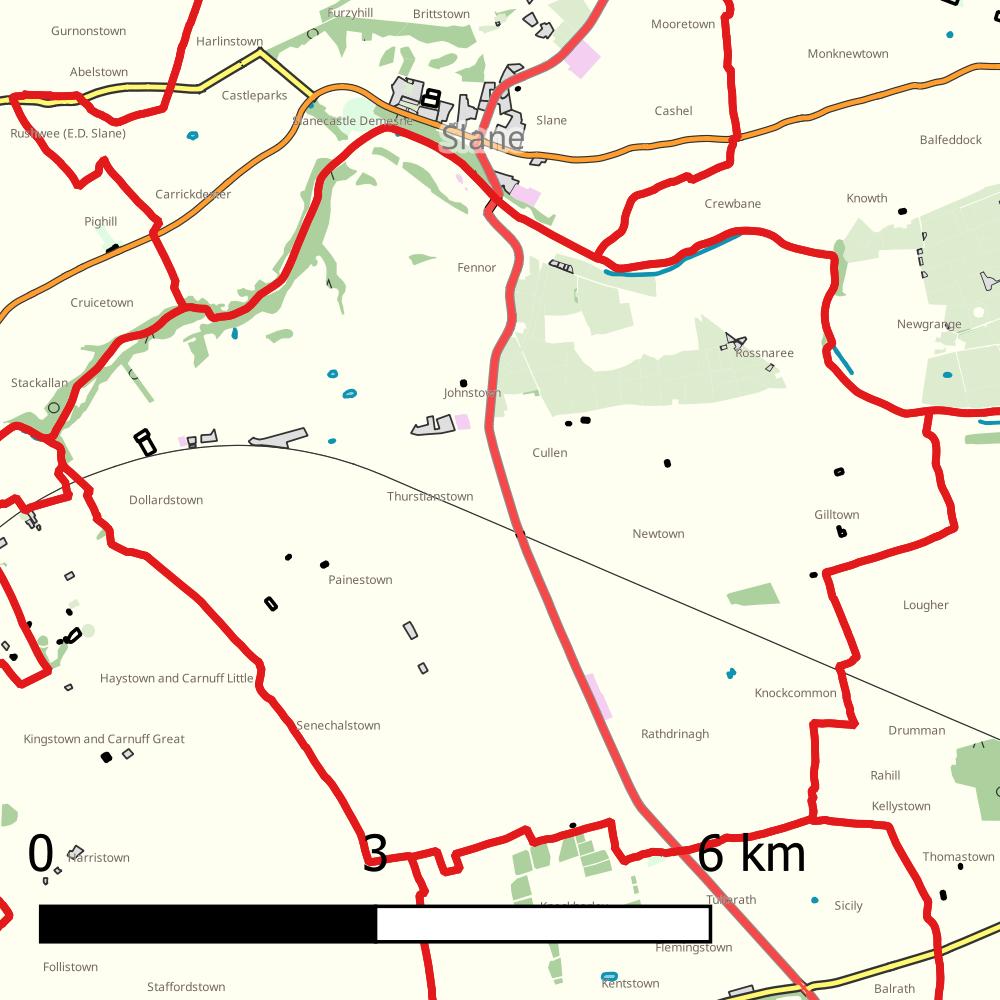 Furzyhill
Brittstown
Gurnonstown
Mooretown
Harlinstown
Monknewtown
Abelstown
Castleparks
Cashel
Slanecastle Demesne
Slane
Rushwee (E.D. Slane)
Slane
Balfeddock
Carrickdexter
Knowth
Crewbane
Pighill
Fennor
Cruicetown
Newgrange
Rossnaree
Stackallan
Johnstown
Cullen
Dollardstown
Thurstianstown
Gilltown
Newtown
Painestown
Lougher
Haystown and Carnuff Little
Knockcommon
Senechalstown
Drumman
Rathdrinagh
Kingstown and Carnuff Great
Rahill
Kellystown
0 3 6 km
Harristown
Thomastown
Tullarath
Sicily
Flemingstown
Follistown
Kentstown
Staffordstown
Balrath